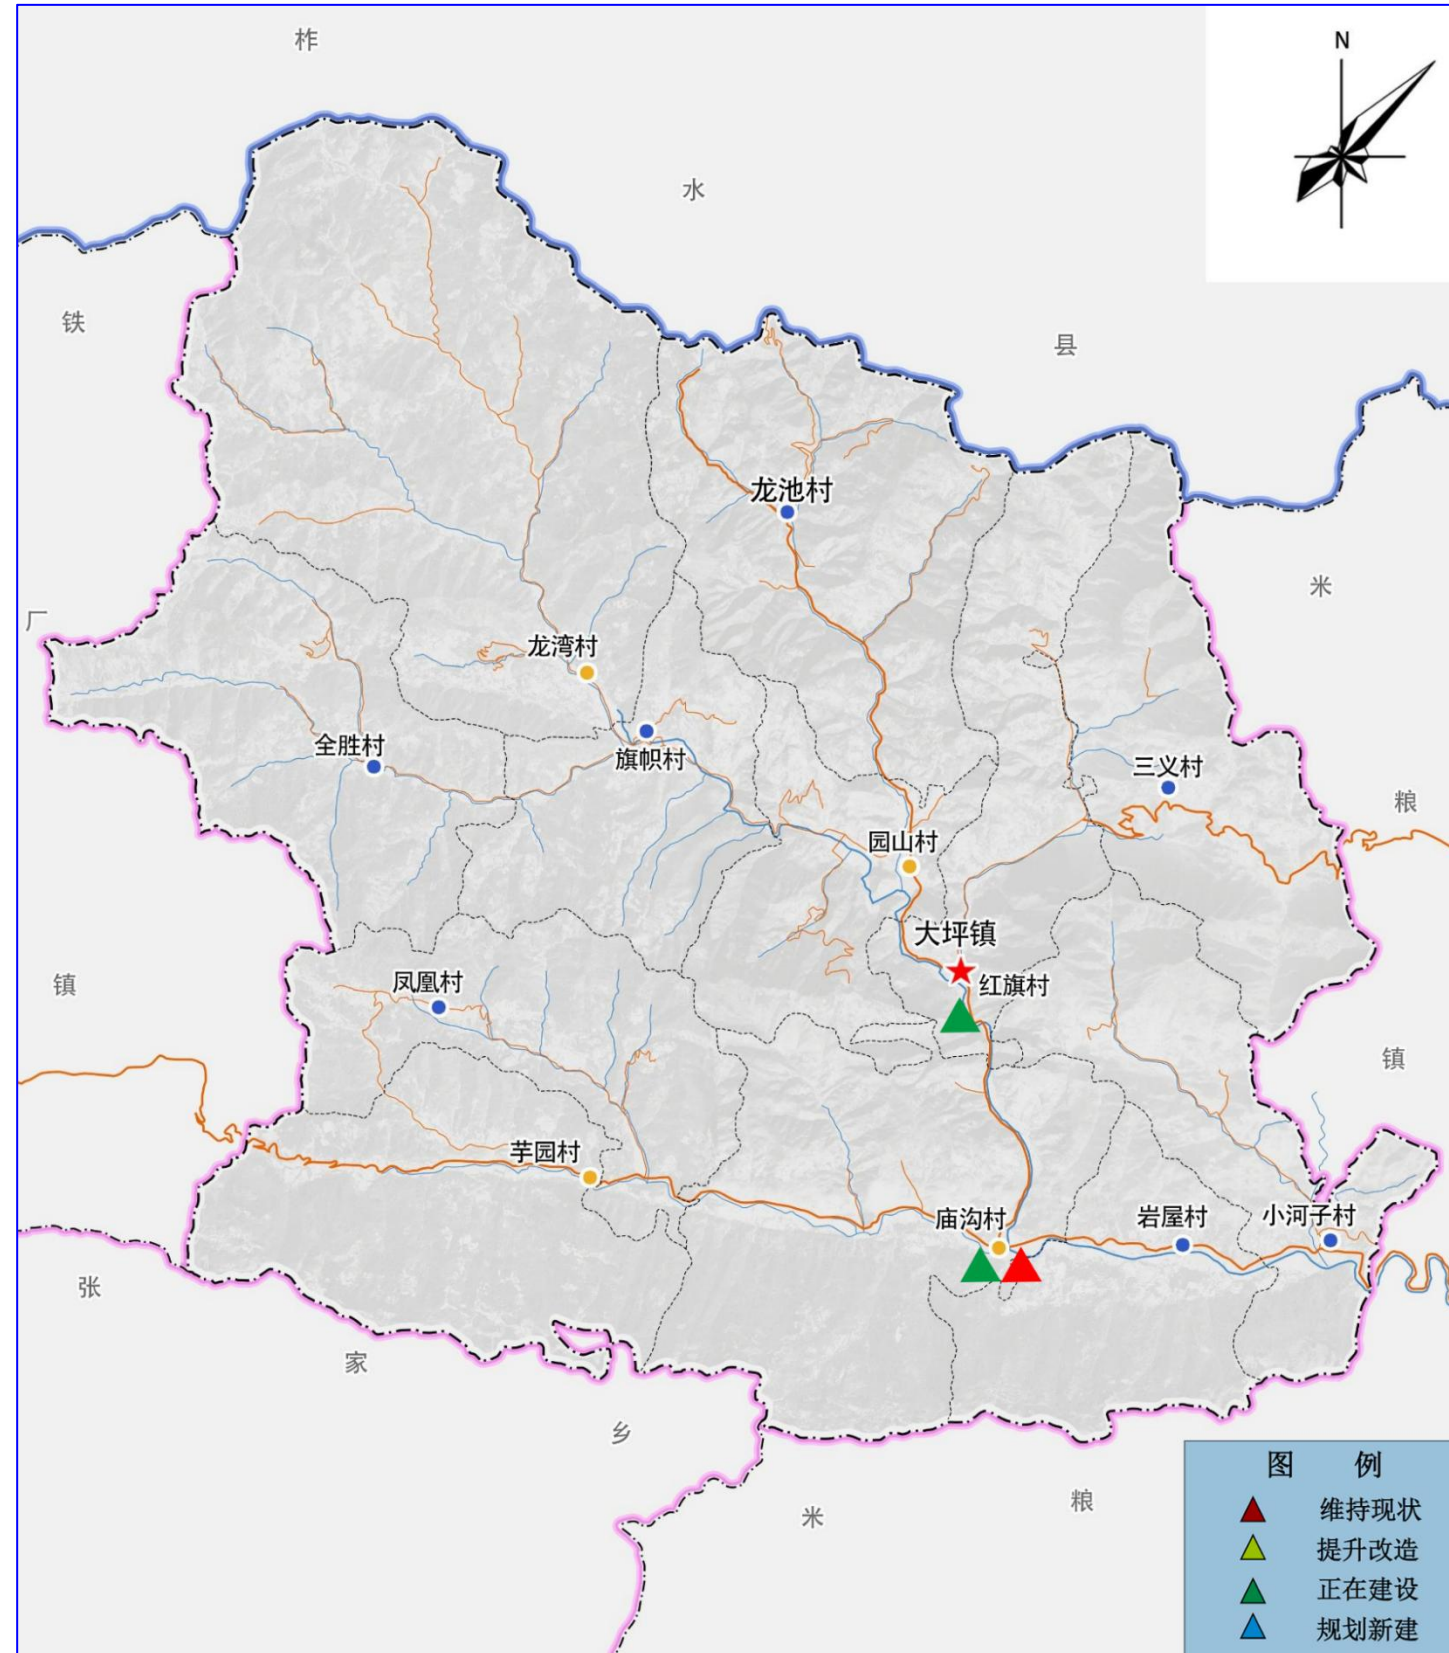 柞
N
水
铁
县
龙池村
米
厂
龙湾村
全胜村
旗帜村
三义村
粮
园山村
大坪镇
凤凰村
红旗村
镇
镇
芋园村
庙沟村
岩屋村
小河子村
张
家
乡
米
粮
图 例
维持现状
提升改造
正在建设
规划新建